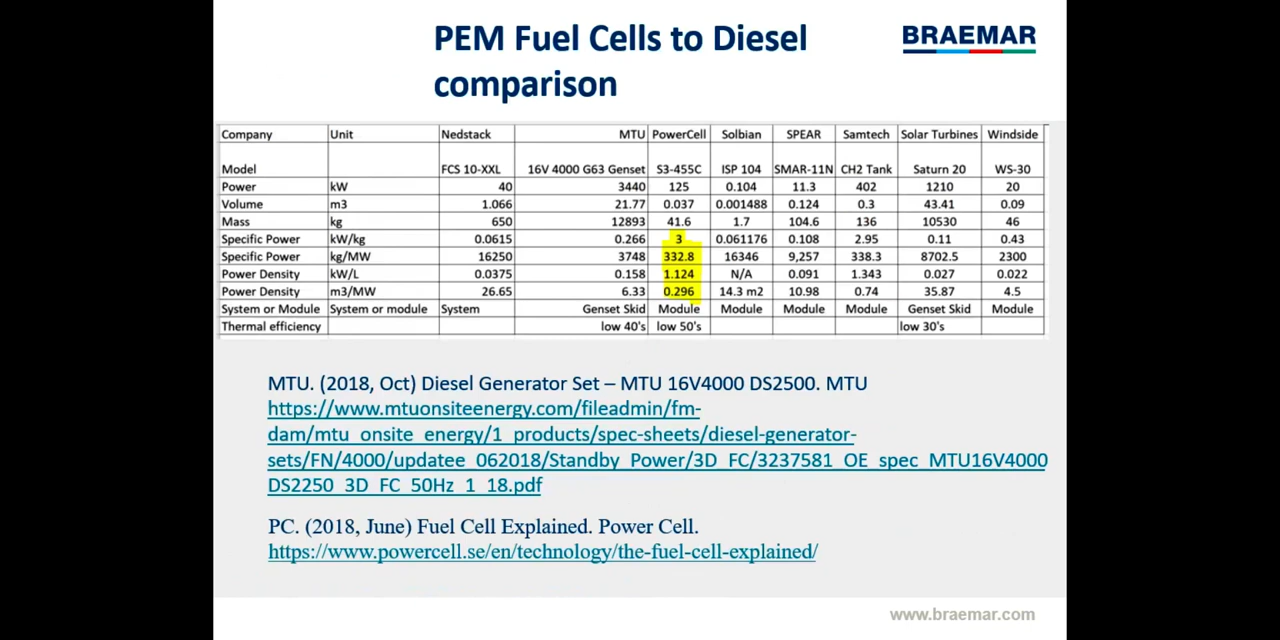 PEM Fuel Cells to Diesel
comparison
BRAEMAR
Company Unit Nedstack MTU PowerCell Solbian SPEAR Samtech Solar Turbines Windside
Model FCS 10-XXL 16V 4000 G63 Genset S3-455C ISP 104 SMAR-11N CH2 Tank Saturn 20 WS-30
Power kW 40 3440 125 0.104 11.3 402 1210 20
Volume m3 1.066 21.77 0.037 0.001488 0.124 0.3 43.41 0.09
Mass kg 650 12893 41.6 1.7 104.6 136 10530 46
Specific Power kW/kg 0.0615 0.266 3 0.061176 0.108 2.95 0.11 0.43
Specific Power kg/MW 16250 3748 332.8 16346 9,257 338.3 8702.5 2300
Power Density kW/L 0.0375 0.158 1.124 N/A 0.091 1.343 0.027 0.022
Power Density m3/MW 26.65 6.33 0.296 14.3 m2 10.98 0.74 35.87 4.5
System or Module System or module System Genset Skid Module Module Module Module Genset Skid Module
Thermal efficiency low 40's low 50's low 30's
MTU. (2018, Oct) Diesel Generator Set – MTU 16V4000 DS2500. MTU
https://www.mtuonsiteenergy.com/fileadmin/fm-
dam/mtu_onsite_energy/1_products/spec-sheets/diesel-generator-
sets/FN/4000/updatee_062018/Standby_Power/3D_FC/3237581_OE_spec_MTU16V4000
DS2250_3D_FC_50Hz_1_18.pdf
PC. (2018, June) Fuel Cell Explained. Power Cell.
https://www.powercell.se/en/technology/the-fuel-cell-explained/
www.braemar.com